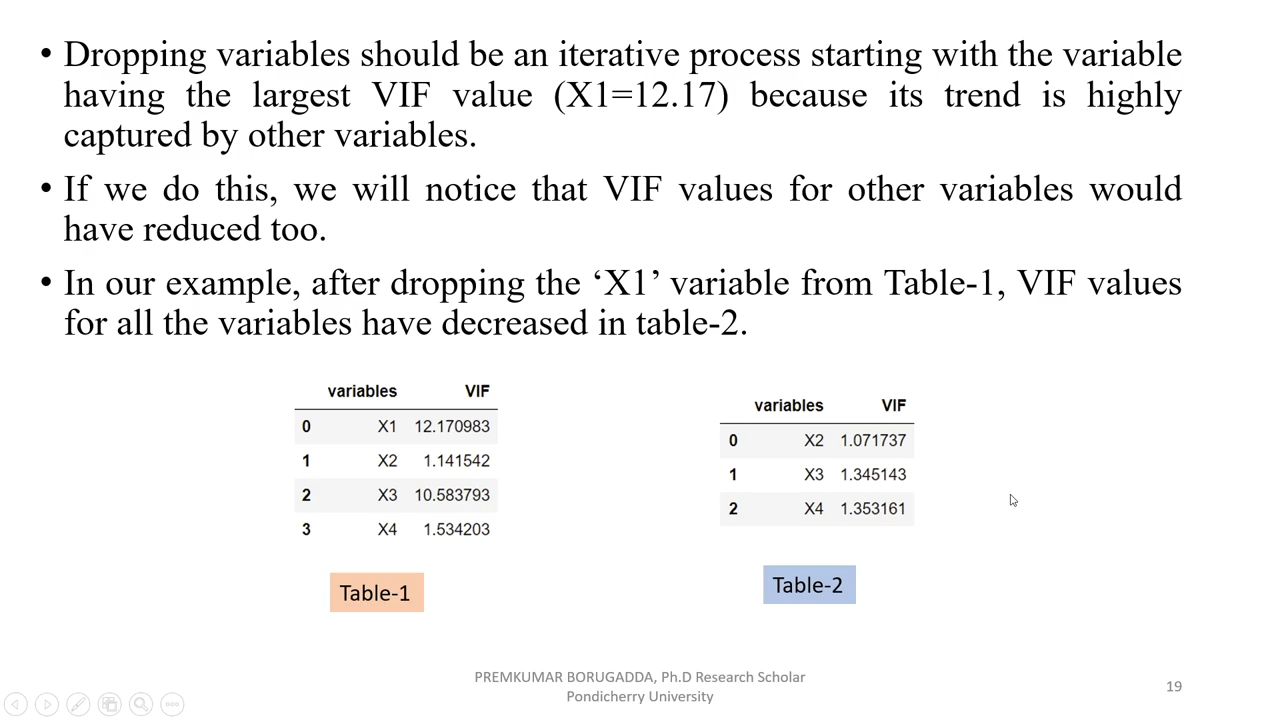 • Dropping variables should be an iterative process starting with the variable
having the largest VIF value (X1=12.17) because its trend is highly
captured by other variables.
• If we do this, we will notice that VIF values for other variables would
have reduced too.
• In our example, after dropping the ‘X1’ variable from Table-1, VIF values
for all the variables have decreased in table-2.
variables VIF
0 X1 12.170983
1 X2 1.141542
2 X3 10.583793
3 X4 1.534203
Table-1
variables VIF
0 X2 1.071737
1 X3 1.345143
2 X4 1.353161
Table-2
PREMKUMAR BORUGADDA, Ph.D Research Scholar
Pondicherry University
19